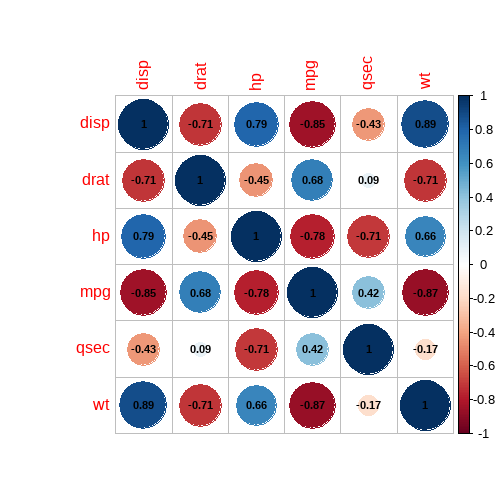 disp drat hp mpg qsec wt
disp 1 -0.71 0.79 -0.85 -0.43 0.89
drat -0.71 1 -0.45 0.68 0.09 -0.71
hp 0.79 -0.45 1 -0.78 -0.71 0.66
mpg -0.85 0.68 -0.78 1 0.42 -0.87
qsec -0.43 0.09 -0.71 0.42 1 -0.17
wt 0.89 -0.71 0.66 -0.87 -0.17 1
1
0.8
0.6
0.4
0.2
0
-0.2
-0.4
-0.6
-0.8
-1